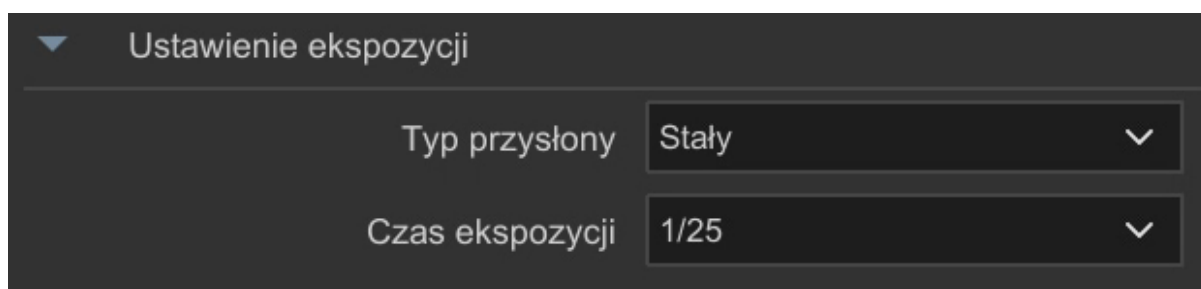 Ustawienie ekspozycji
Typ przysłony Stały
Czas ekspozycji 1/25